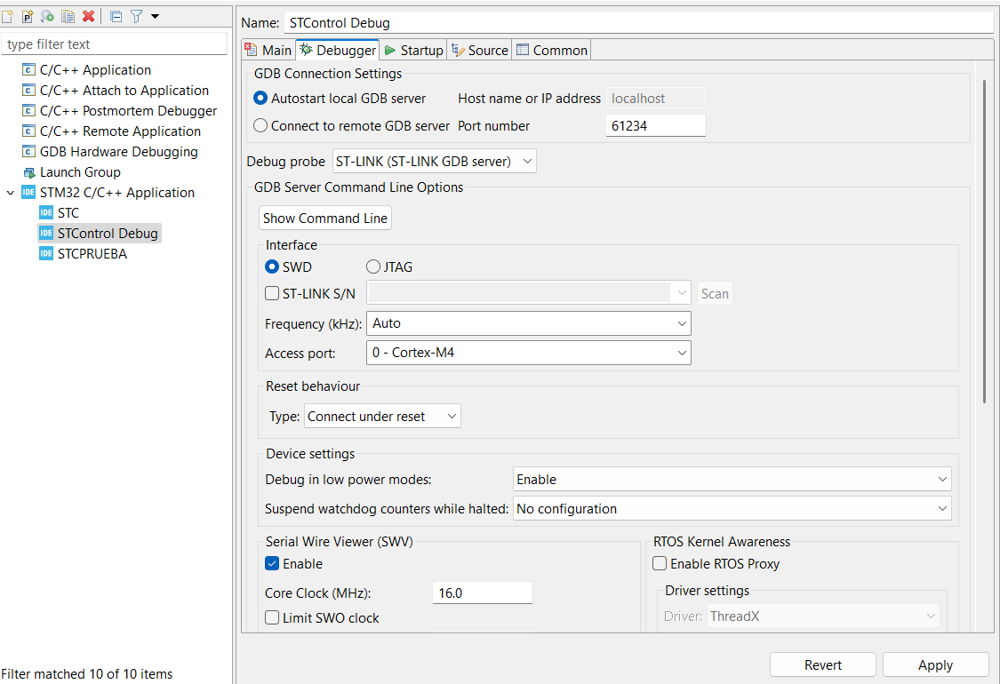 type filter text
C/C++ Application
C/C++ Attach to Application
C/C++ Postmortem Debugger
C/C++ Remote Application
GDB Hardware Debugging
Launch Group
STM32 C/C++ Application
STC
STControl Debug
STCPRUEBA
Filter matched 10 of 10 items
Name: STControl Debug
Main Debugger Startup Source Common
GDB Connection Settings
Autostart local GDB server Host name or IP address localhost
Connect to remote GDB server Port number 61234
Debug probe ST-LINK (ST-LINK GDB server)
GDB Server Command Line Options
Show Command Line
Interface
SWD JTAG
ST-LINK S/N Scan
Frequency (kHz): Auto
Access port: 0 - Cortex-M4
Reset behaviour
Type: Connect under reset
Device settings
Debug in low power modes: Enable
Suspend watchdog counters while halted: No configuration
Serial Wire Viewer (SWV)
Enable
Core Clock (MHz): 16.0
Limit SWO clock
RTOS Kernel Awareness
Enable RTOS Proxy
Driver settings
Driver: ThreadX
Revert Apply